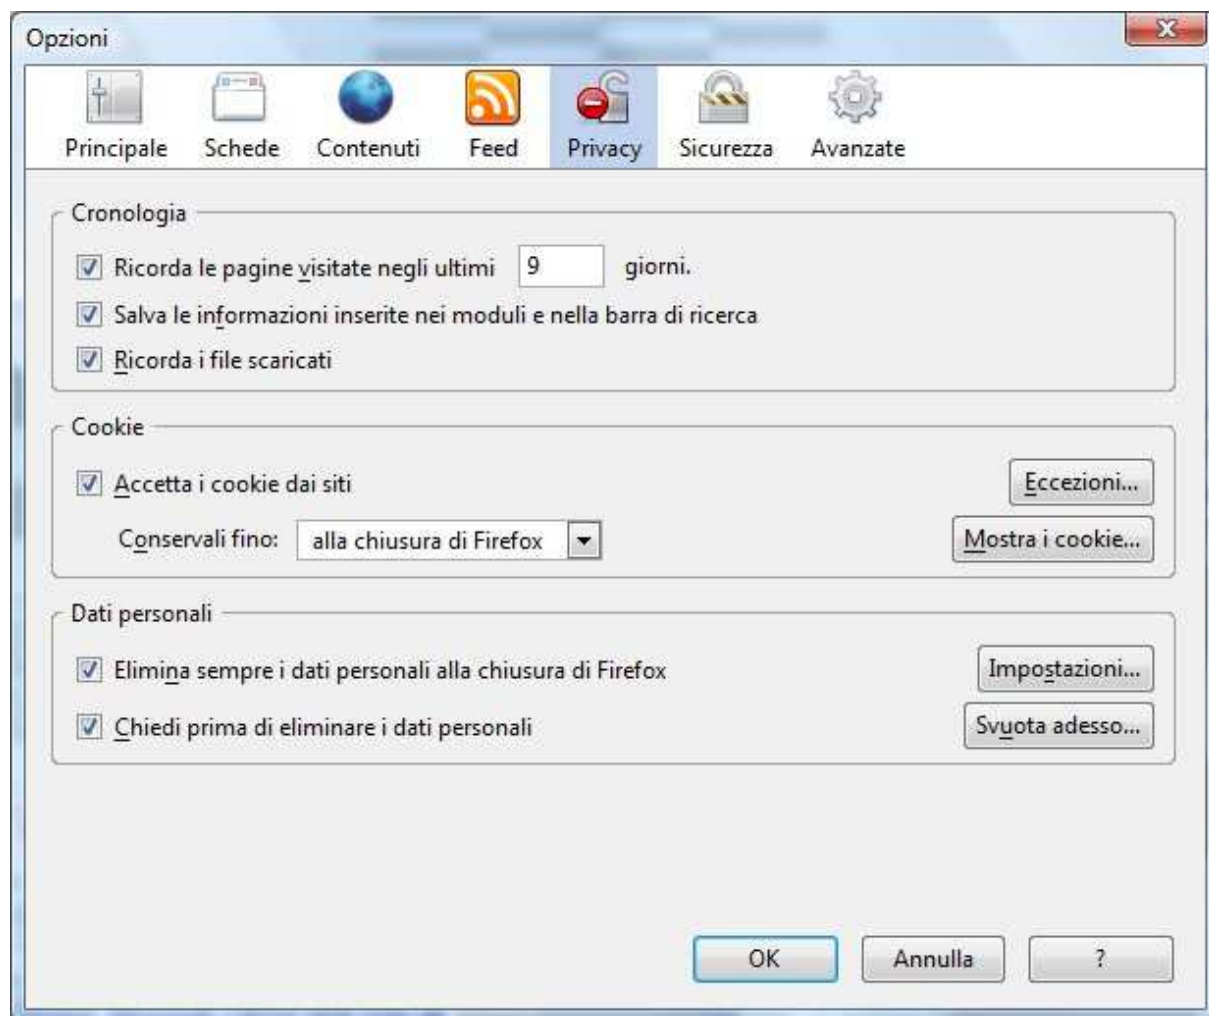 Opzioni
Principale Schede Contenuti Feed Privacy Sicurezza Avanzate
Cronologia
Ricorda le pagine visitate negli ultimi 9 giorni.
Salva le informazioni inserite nei moduli e nella barra di ricerca
Ricorda i file scaricati
Cookie
Accetta i cookie dai siti Eccezioni...
Conservali fino: alla chiusura di Firefox Mostra i cookie...
Dati personali
Elimina sempre i dati personali alla chiusura di Firefox Impostazioni...
Chiedi prima di eliminare i dati personali Svuota adesso...
OK Annulla ?